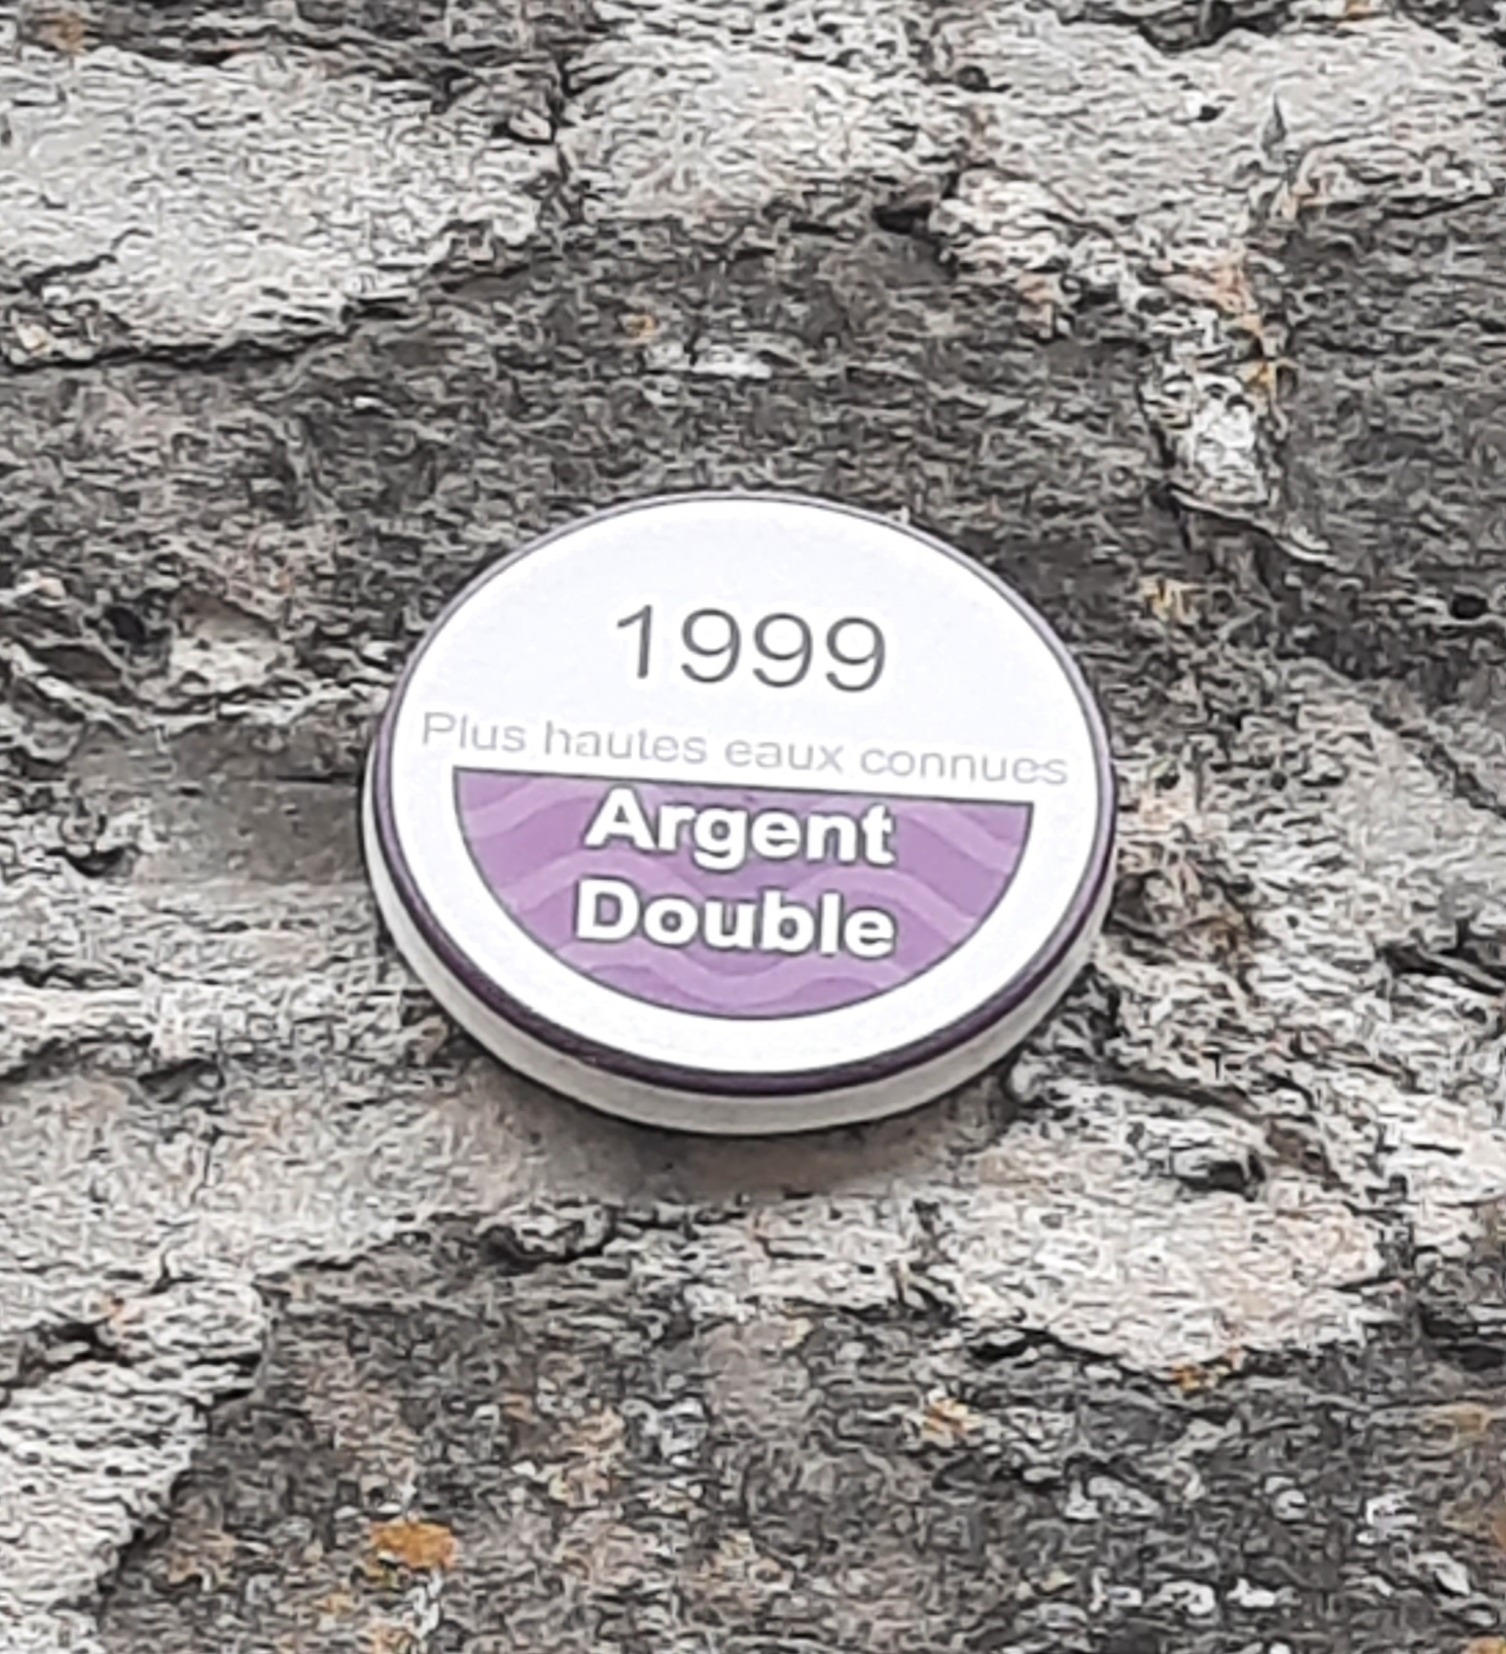 1999
Plus hautes eaux connues
Argent
Double